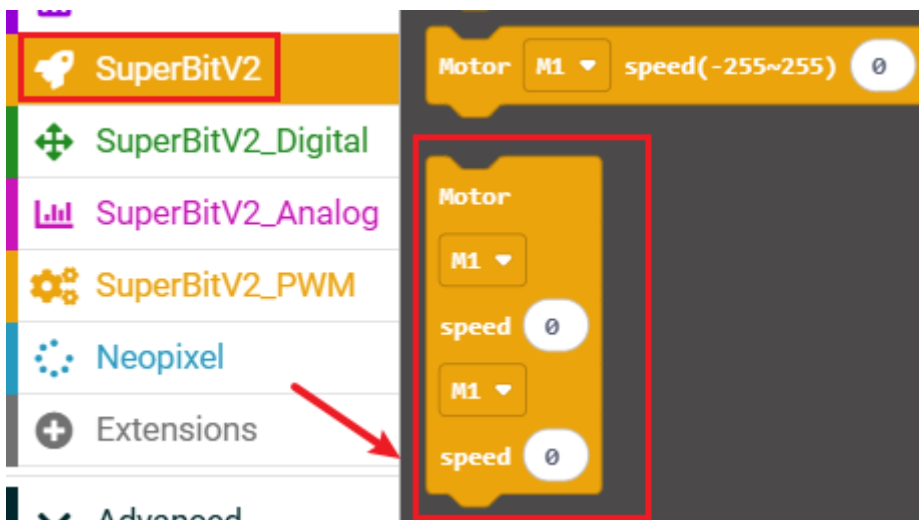 SuperBitV2
SuperBitV2_Digital
SuperBitV2_Analog
SuperBitV2_PWM
Neopixel
Extensions
Advanced
Motor M1 speed(-255~255) 0
Motor
M1
speed 0
M1
speed 0